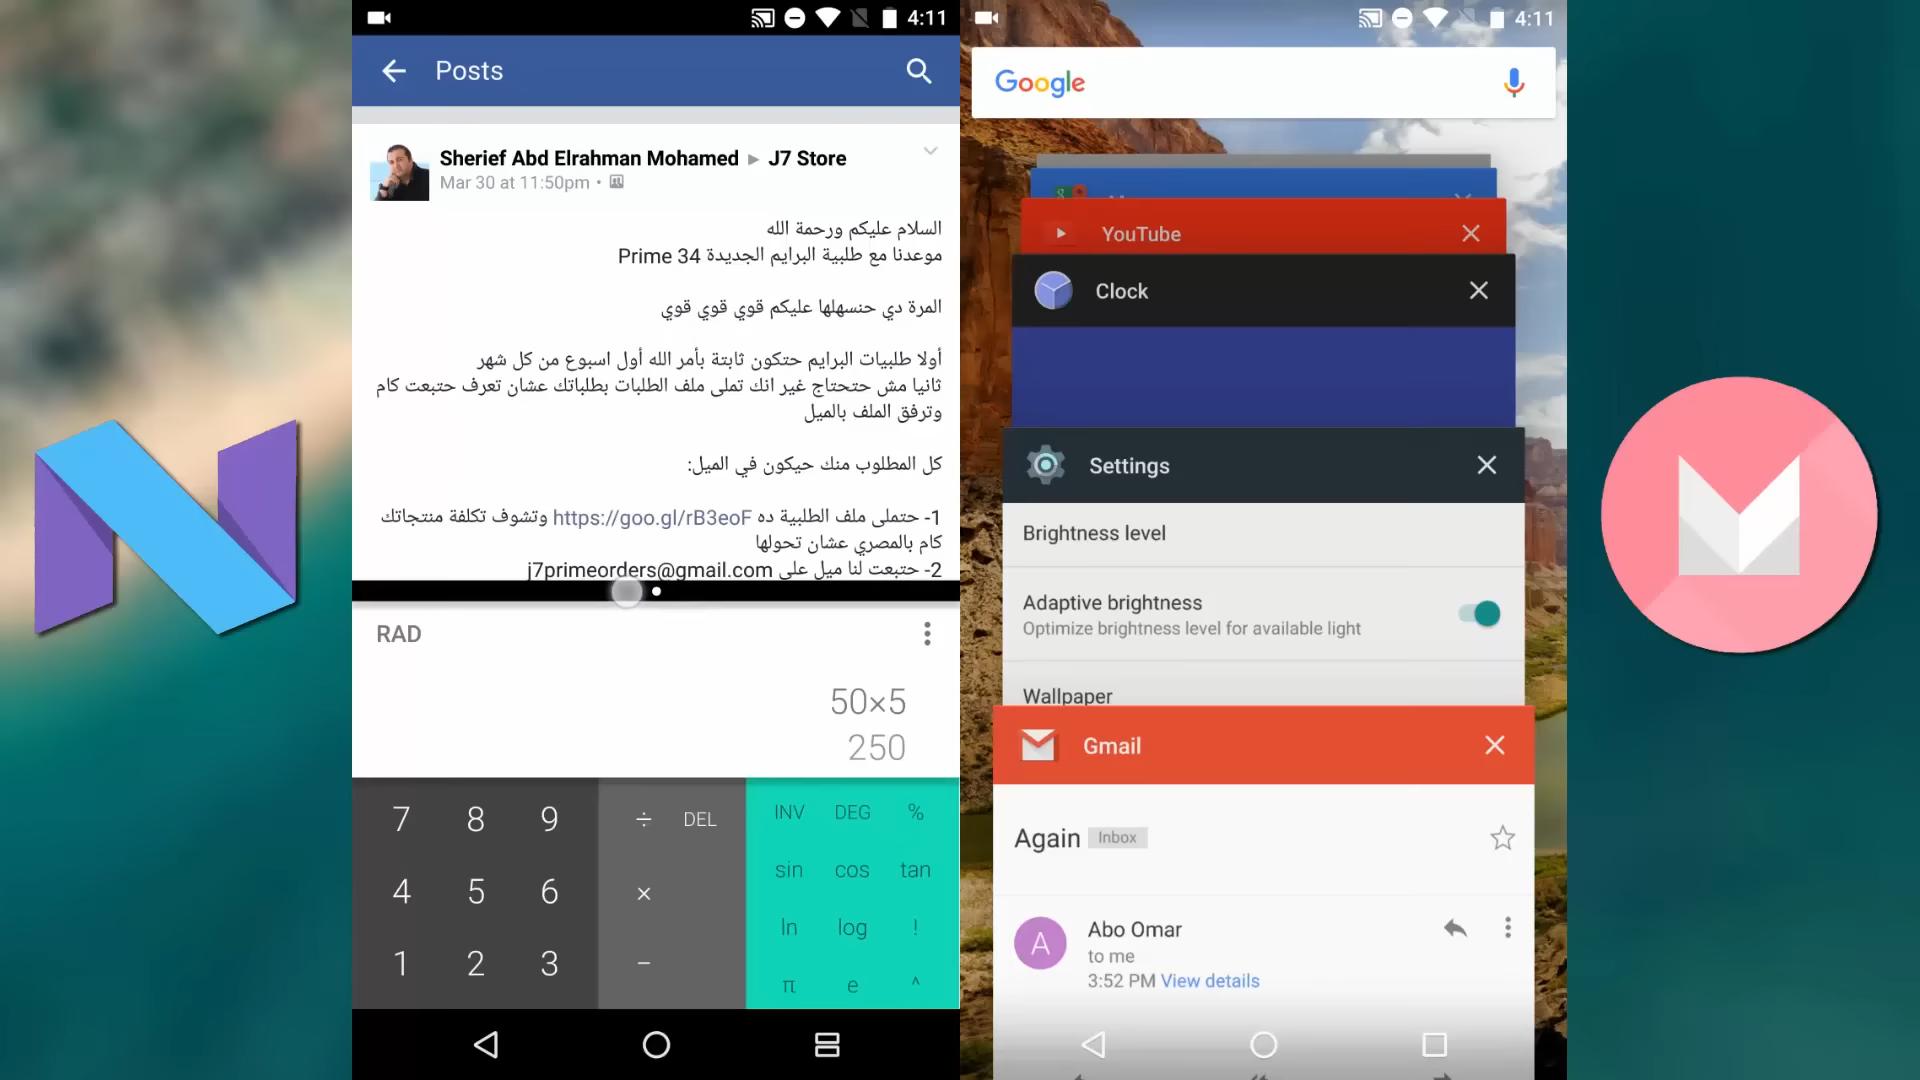 4:11
Posts
Sherief Abd Elrahman Mohamed ▸ J7 Store
Mar 30 at 11:50pm •
السلام عليكم ورحمة الله
موعدنا مع طلبية البرايم الجديدة Prime 34
المرة دي حنسهلها عليكم قوي قوي قوي
أولا طلبيات البرايم حتكون ثابتة بأمر الله أول اسبوع من كل شهر
ثانيا مش حتحتاج غير انك تملى ملف الطلبات بطلباتك عشان تعرف حتبعت كام
وترفق الملف بالميل
كل المطلوب منك حيكون في الميل:
1- حتملى ملف الطلبية ده https://goo.gl/rB3eoF وتشوف تكلفة منتجاتك
كام بالمصري عشان تحولها
2- حتبعت لنا ميل على j7primeorders@gmail.com
RAD
50×5
250
7 8 9 ÷ DEL INV DEG %
4 5 6 × sin cos tan
ln log !
1 2 3 − π e ^
4:11
Google
YouTube
Clock
Settings
Brightness level
Adaptive brightness
Optimize brightness level for available light
Wallpaper
Gmail
Again Inbox
A
Abo Omar
to me
3:52 PM View details